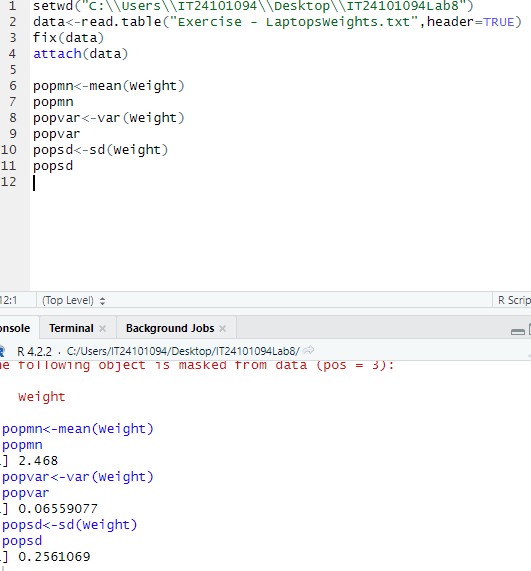 1 setwd("C:\\Users\\IT24101094\\Desktop\\IT24101094Lab8")
2 data<-read.table("Exercise - LaptopsWeights.txt",header=TRUE)
3 fix(data)
4 attach(data)
5
6 popmn<-mean(Weight)
7 popmn
8 popvar<-var(Weight)
9 popvar
10 popsd<-sd(Weight)
11 popsd
12
12:1 (Top Level) R Scrip
onsole Terminal × Background Jobs ×
R 4.2.2 · C:/Users/IT24101094/Desktop/IT24101094Lab8/
he following object is masked from data (pos = 3):
Weight
popmn<-mean(Weight)
popmn
] 2.468
popvar<-var(Weight)
popvar
] 0.06559077
popsd<-sd(Weight)
popsd
] 0.2561069